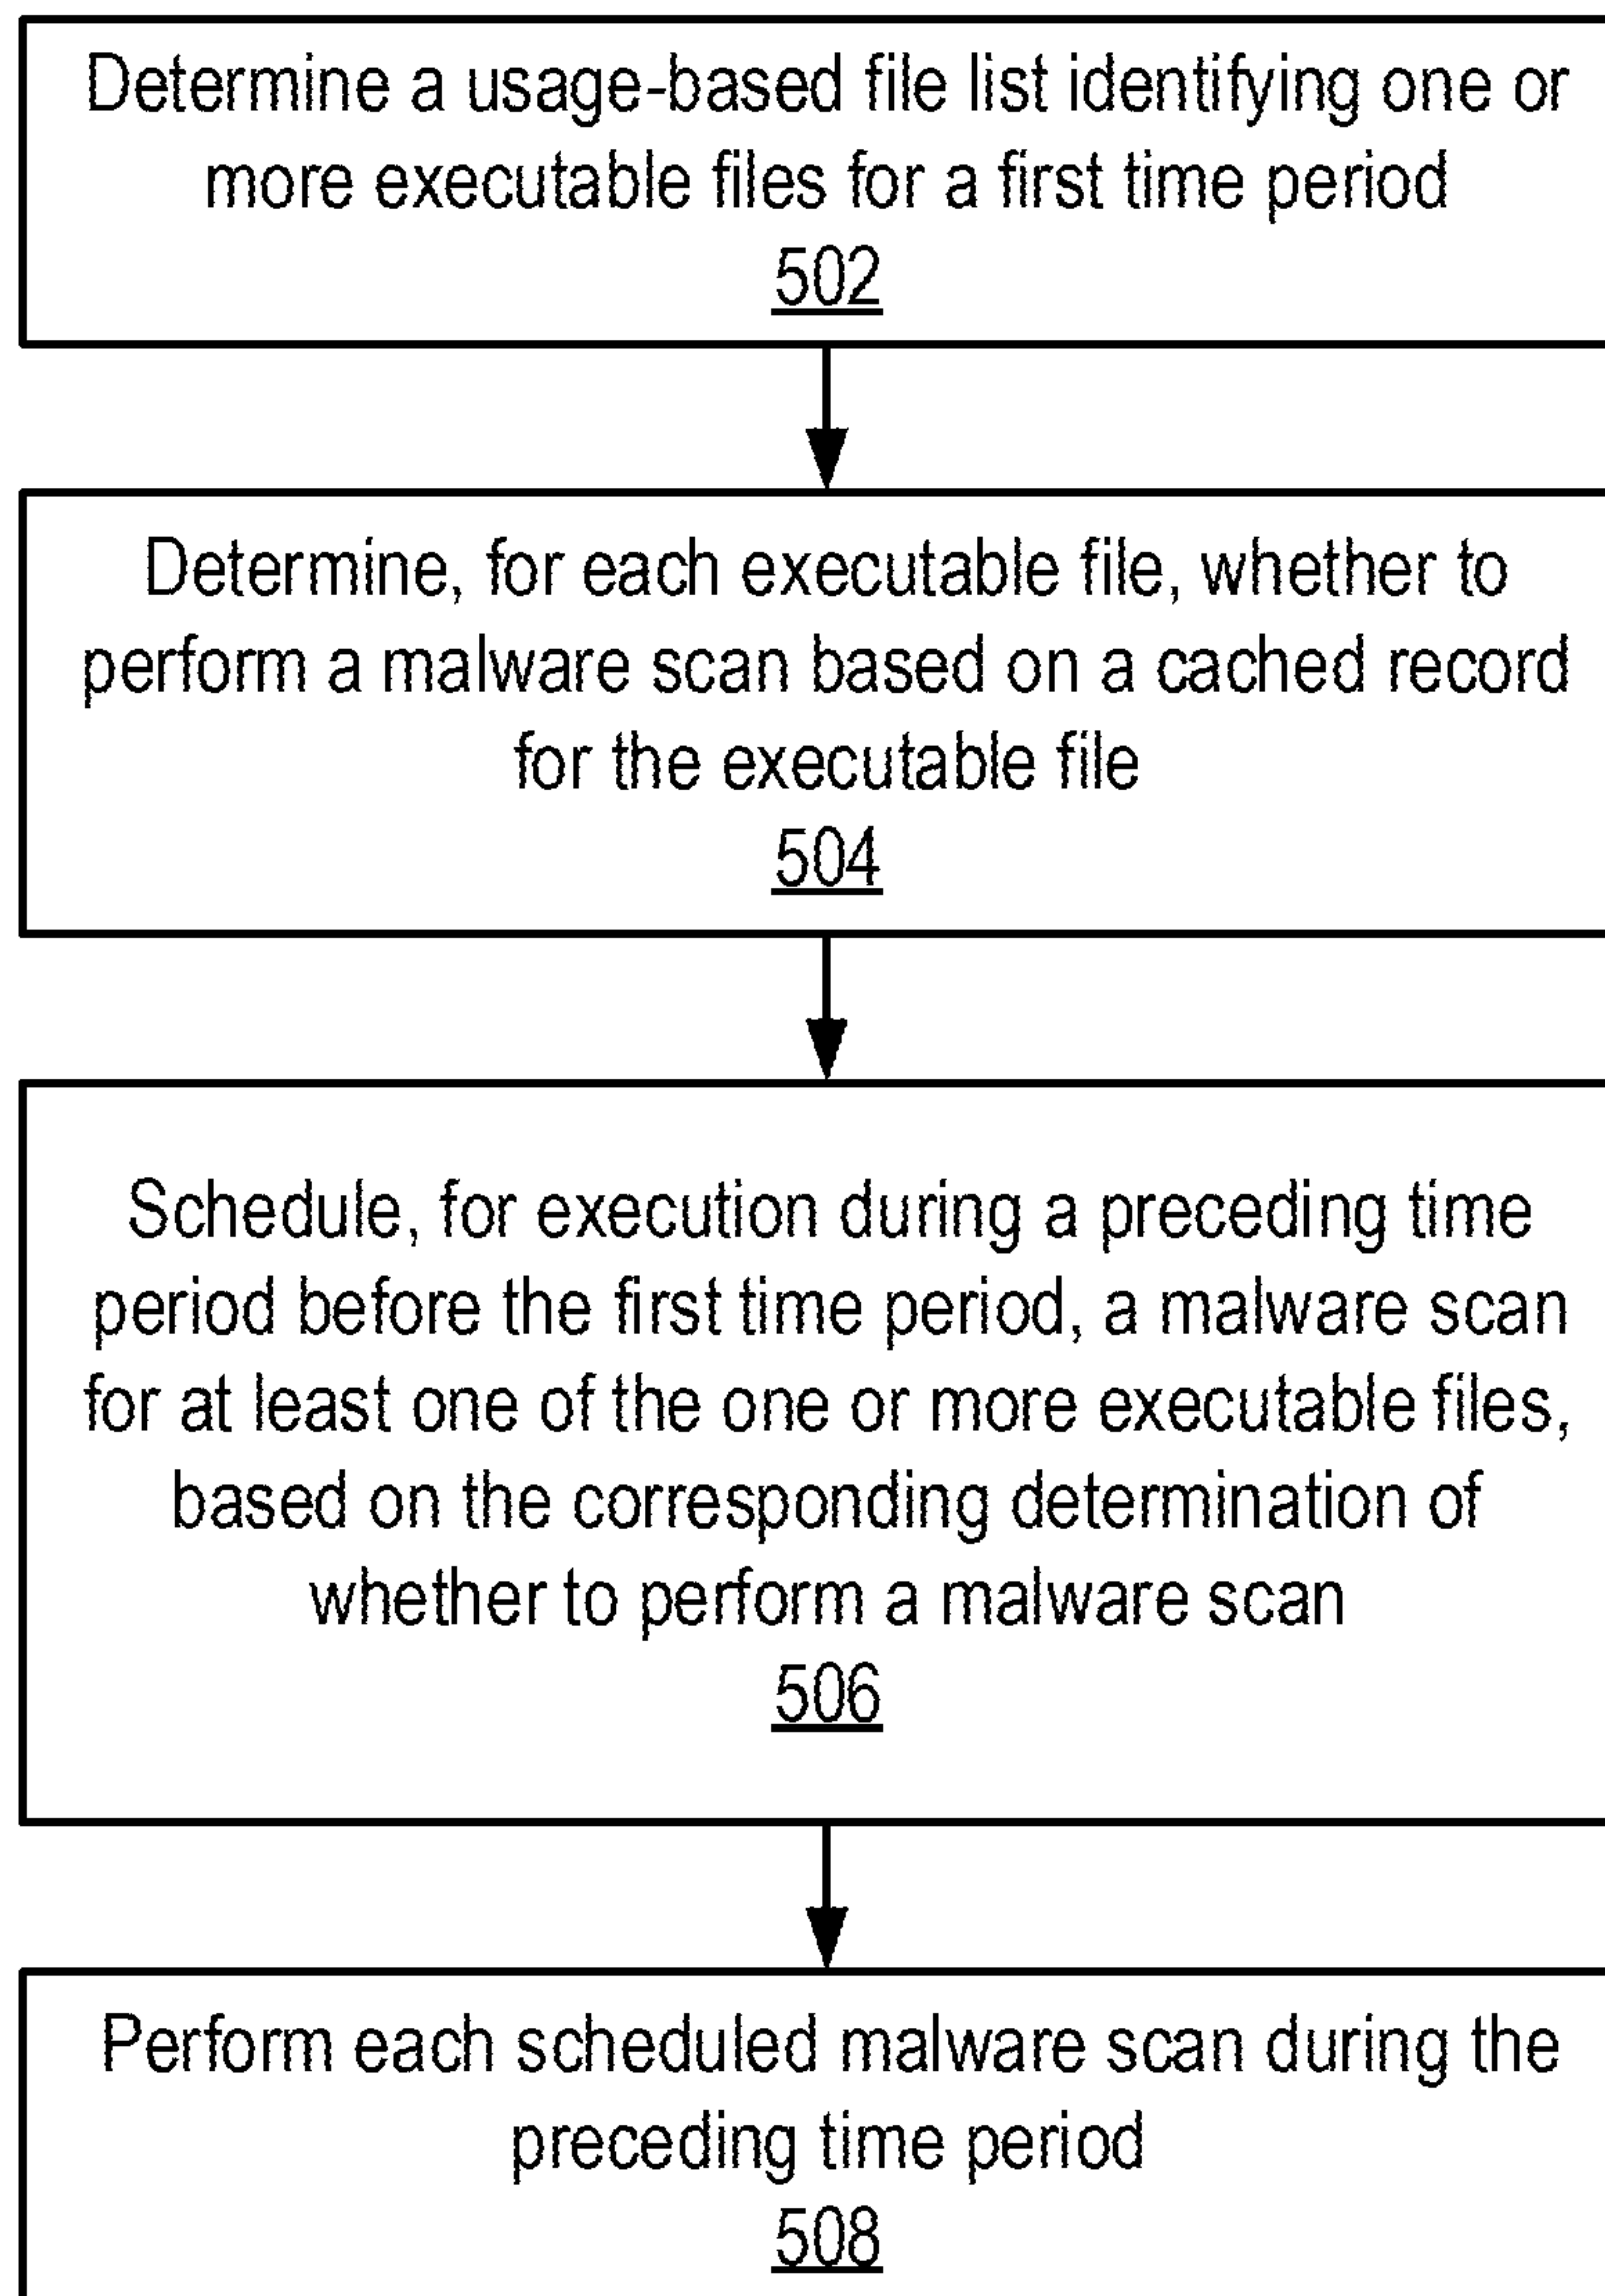 Determine a usage-based file list identifying one or
more executable files for a first time period
502
Determine, for each executable file, whether to
perform a malware scan based on a cached record
for the executable file
504
Schedule, for execution during a preceding time
period before the first time period, a malware scan
for at least one of the one or more executable files,
based on the corresponding determination of
whether to perform a malware scan
506
Perform each scheduled malware scan during the
preceding time period
508